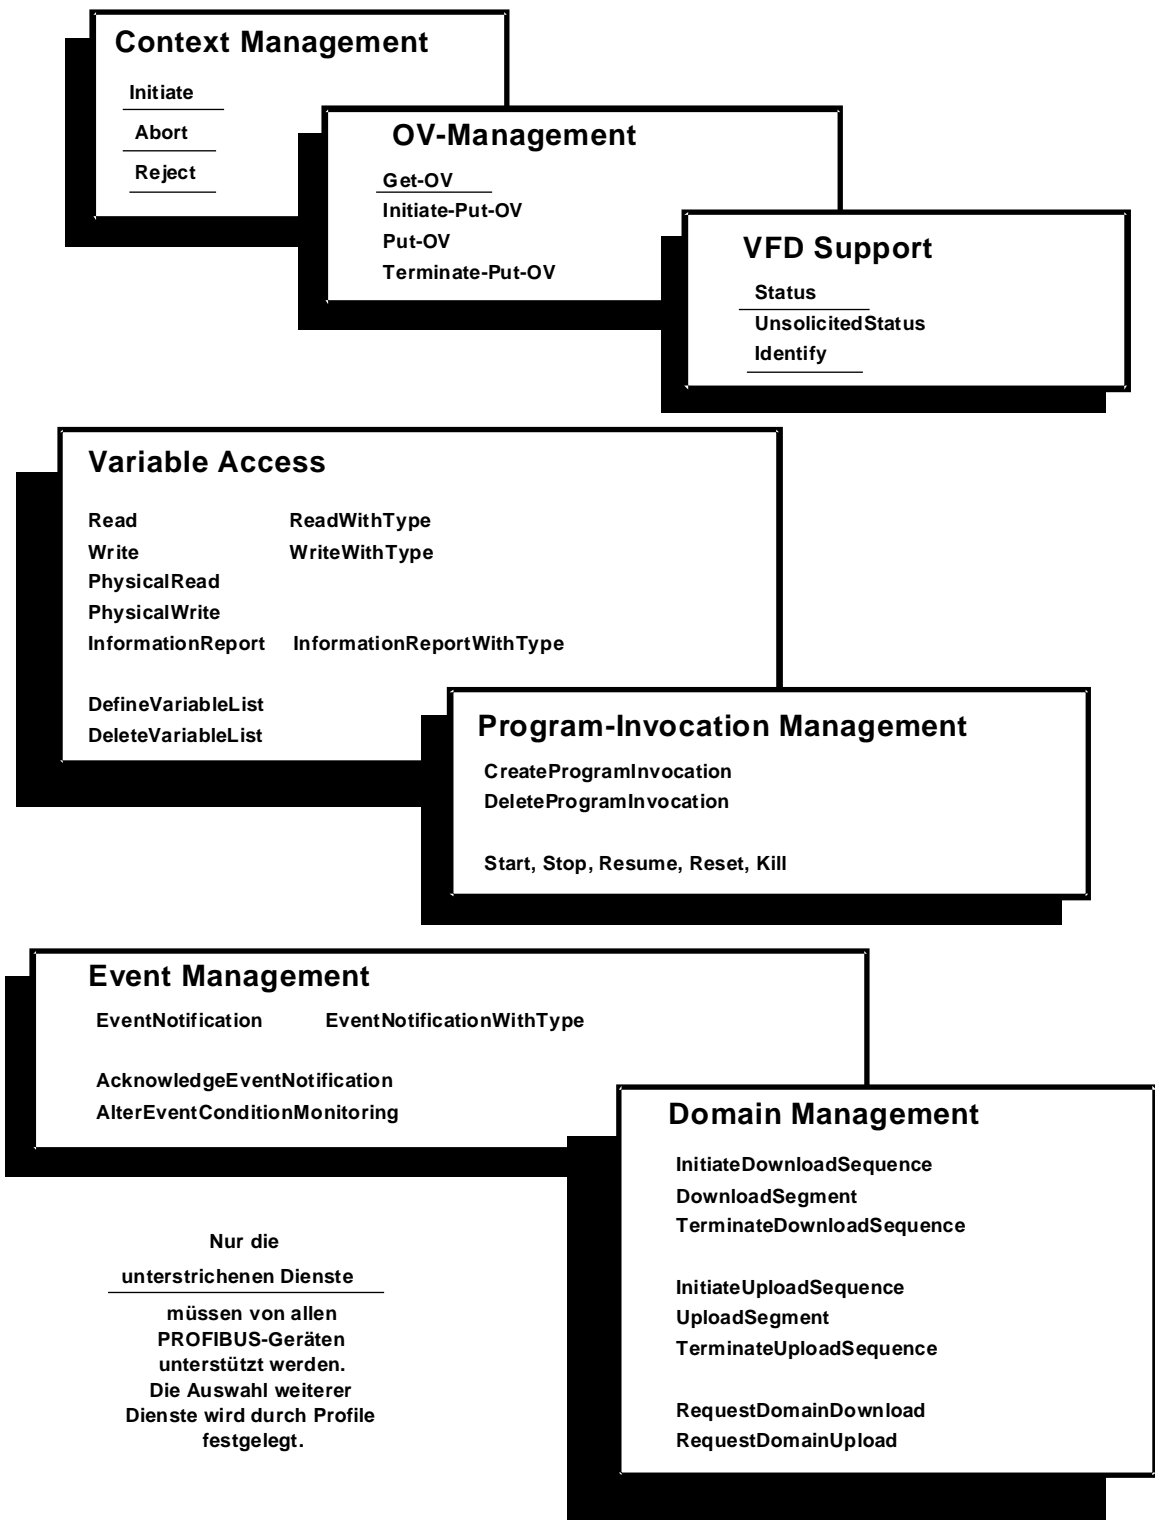 Context Management
Initiate
Abort
Reject
OV-Management
Get-OV
Initiate-Put-OV
Put-OV
Terminate-Put-OV
VFD Support
Status
UnsolicitedStatus
Identify
Variable Access
Read ReadWithType
Write WriteWithType
PhysicalRead
PhysicalWrite
InformationReport InformationReportWithType
DefineVariableList
DeleteVariableList
Program-Invocation Management
CreateProgramInvocation
DeleteProgramInvocation
Start, Stop, Resume, Reset, Kill
Event Management
EventNotification EventNotificationWithType
AcknowledgeEventNotification
AlterEventConditionMonitoring
Domain Management
InitiateDownloadSequence
DownloadSegment
TerminateDownloadSequence
InitiateUploadSequence
UploadSegment
TerminateUploadSequence
RequestDomainDownload
RequestDomainUpload
Nur die
unterstrichenen Dienste
müssen von allen
PROFIBUS-Geräten
unterstützt werden.
Die Auswahl weiterer
Dienste wird durch Profile
festgelegt.